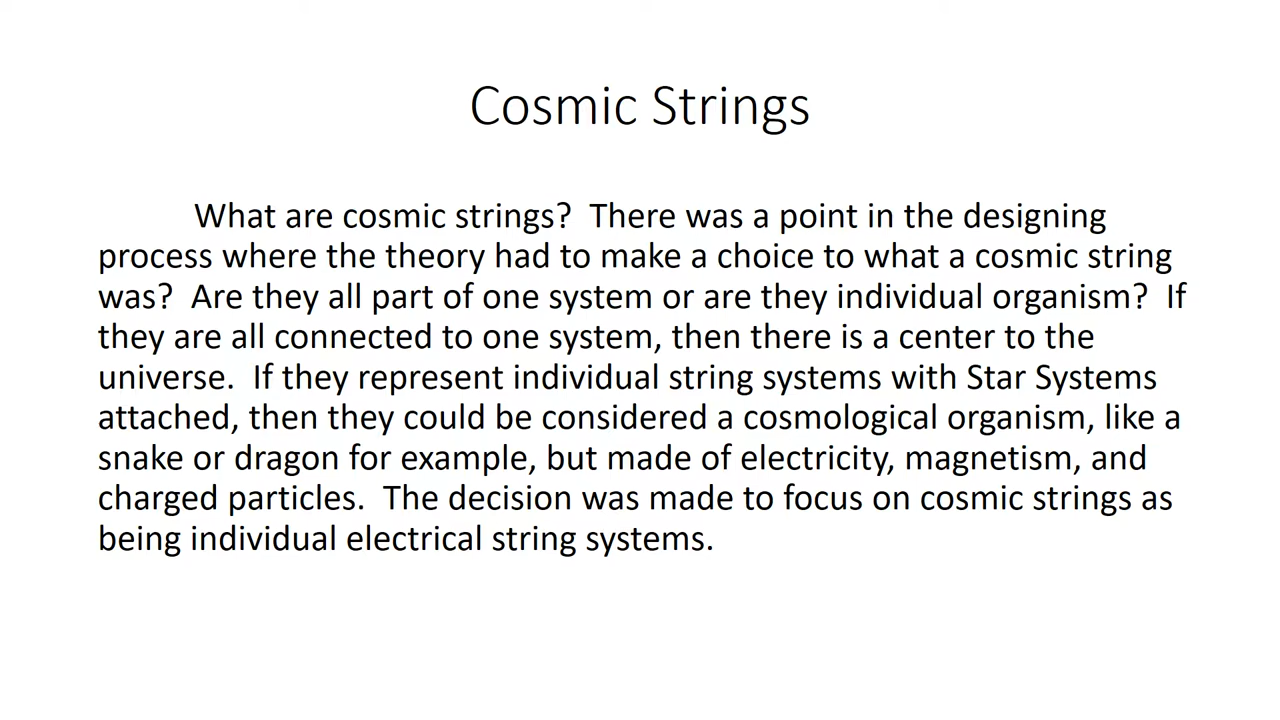 Cosmic Strings
What are cosmic strings?  There was a point in the designing
process where the theory had to make a choice to what a cosmic string
was?  Are they all part of one system or are they individual organism?  If
they are all connected to one system, then there is a center to the
universe.  If they represent individual string systems with Star Systems
attached, then they could be considered a cosmological organism, like a
snake or dragon for example, but made of electricity, magnetism, and
charged particles.  The decision was made to focus on cosmic strings as
being individual electrical string systems.